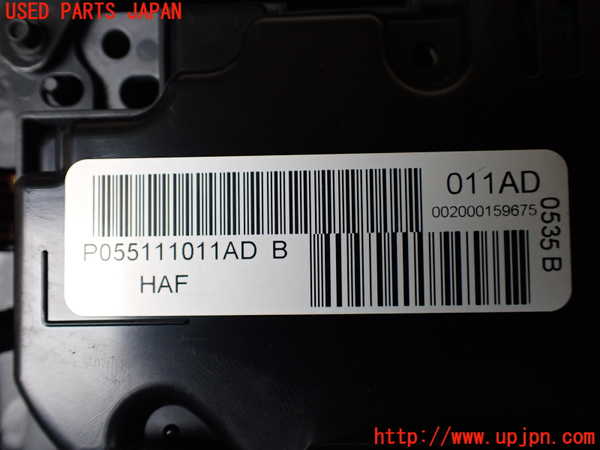 USED PARTS JAPAN
011AD
002000159675
P055111011AD B
HAF
0535 B
http://www.upjpn.com/